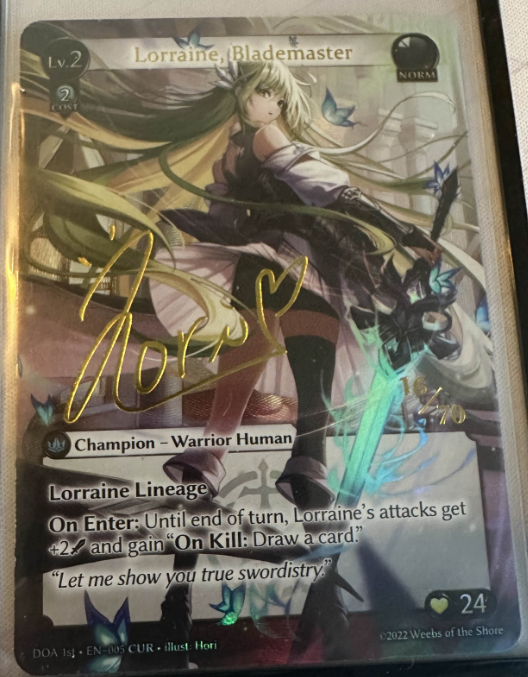 Lv.2
Lorraine, Blademaster
NORM
2
COST
Hori
16/70
Champion – Warrior Human
Lorraine Lineage
On Enter: Until end of turn, Lorraine's attacks get
+2 and gain “On Kill: Draw a card.”
“Let me show you true swordistry.”
24
DOA 1st • EN-005 CUR • illust: Hori
©2022 Weebs of the Shore